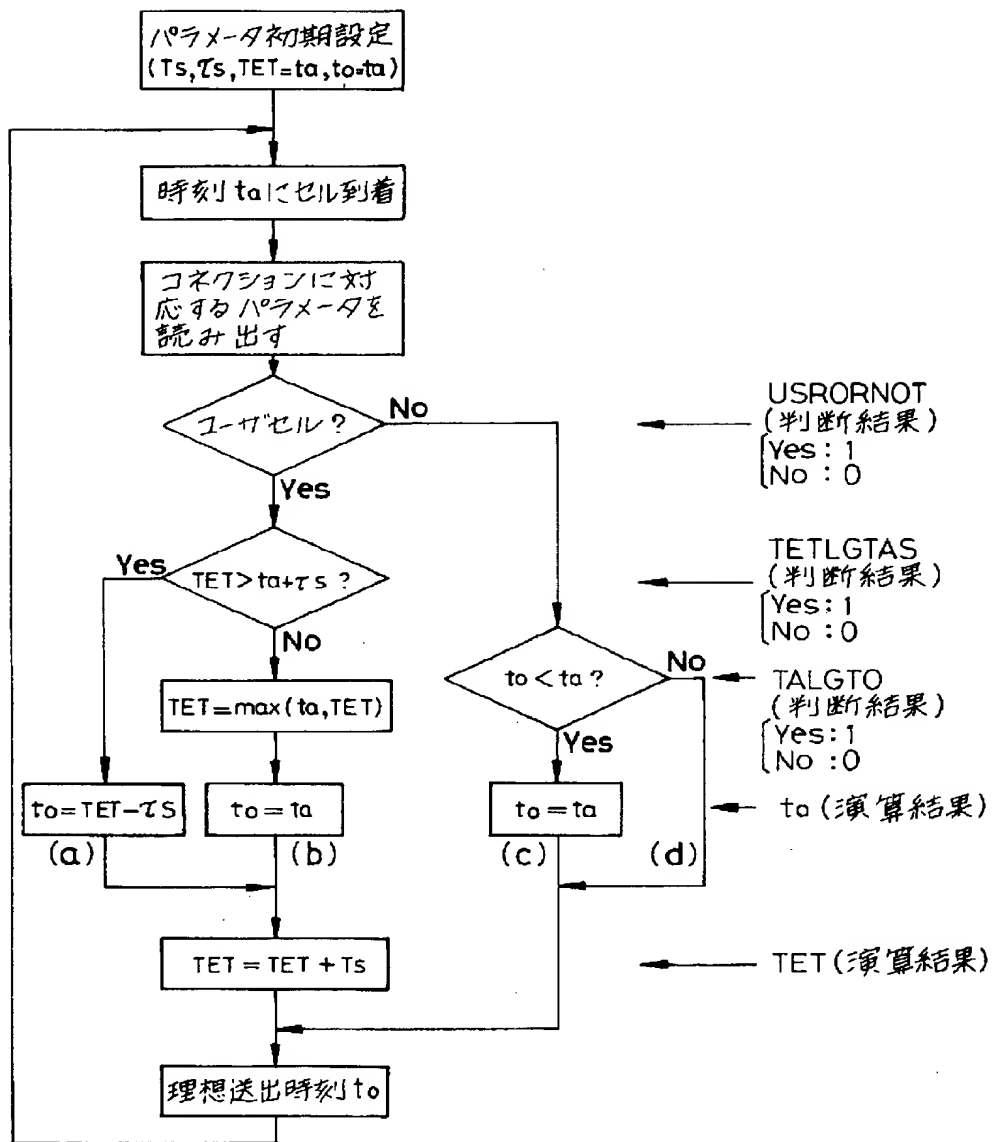 パラメータ初期設定
(Ts,τs,TET=ta,to=ta)
時刻taにセル到着
コネクションに対
応するパラメータを
読み出す
ユーザセル?
No
Yes
USRORNOT
(判断結果)
Yes:1
No:0
TET>ta+τs?
Yes
No
TETLGTAS
(判断結果)
Yes:1
No:0
to<ta?
No
Yes
TALGTO
(判断結果)
Yes:1
No:0
TET=max(ta,TET)
to=TET-τs
(a)
to=ta
(b)
to=ta
(c)
(d)
to(演算結果)
TET=TET+Ts
TET(演算結果)
理想送出時刻to